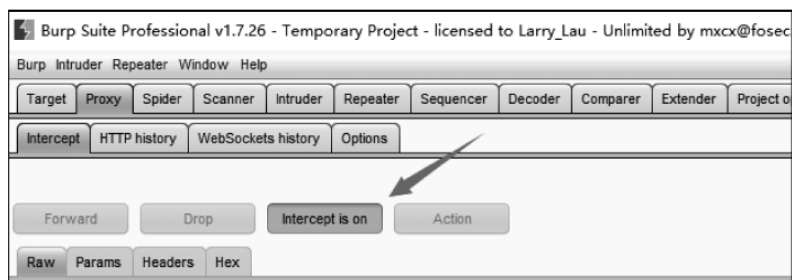 Burp Suite Professional v1.7.26 - Temporary Project - licensed to Larry_Lau - Unlimited by mxcx@fosec
Burp Intruder Repeater Window Help
Target Proxy Spider Scanner Intruder Repeater Sequencer Decoder Comparer Extender Project o
Intercept HTTP history WebSockets history Options
Forward Drop Intercept is on Action
Raw Params Headers Hex